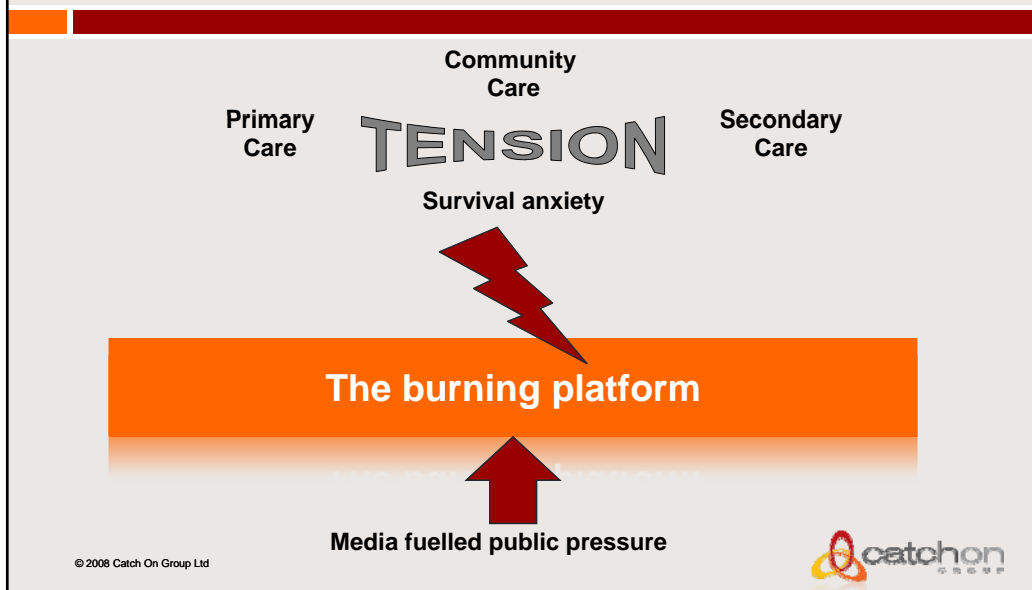 Community
Care
Primary
Care
TENSION
Secondary
Care
Survival anxiety
The burning platform
Media fuelled public pressure
© 2008 Catch On Group Ltd
catchon
GROUP